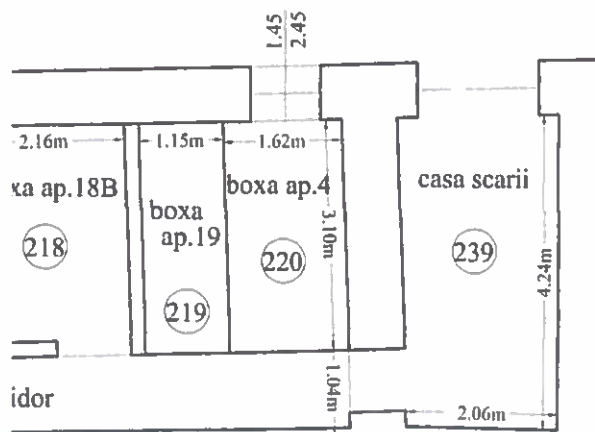 1.45
2.45
2.16m
1.15m
1.62m
xa ap.18B
boxa
ap.19
boxa ap.4
casa scarii
218
219
220
239
3.10m
4.24m
1.04m
2.06m
idor